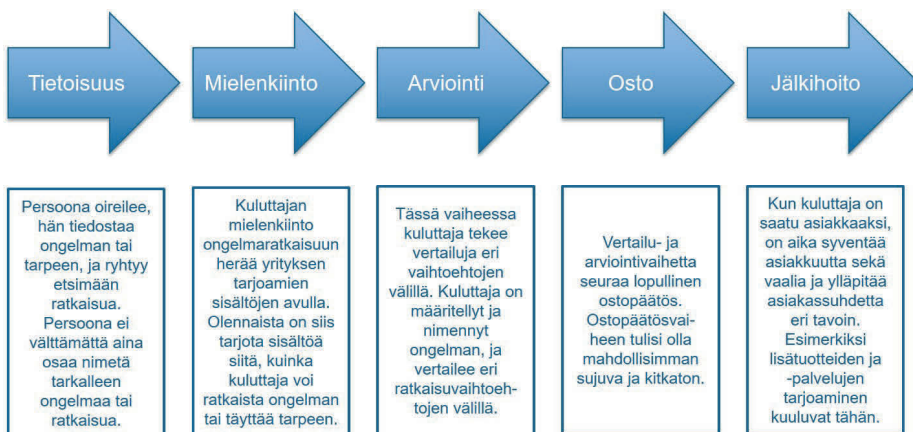 Tietoisuus
Mielenkiinto
Arviointi
Osto
Jälkihoito
Persoona oireilee,
hän tiedostaa
ongelman tai
tarpeen, ja ryhtyy
etsimään
ratkaisua.
Persoona ei
välttämättä aina
osaa nimetä
tarkalleen
ongelmaa tai
ratkaisua.
Kuluttajan
mielenkiinto
ongelmaratkaisuun
herää yrityksen
tarjoamien
sisältöjen avulla.
Olennaista on siis
tarjota sisältöä
siitä, kuinka
kuluttaja voi
ratkaista ongelman
tai täyttää tarpeen.
Tässä vaiheessa
kuluttaja tekee
vertailuja eri
vaihtoehtojen
välillä. Kuluttaja on
määritellyt ja
nimennyt
ongelman, ja
vertailee eri
ratkaisuvaihtoeh-
tojen välillä.
Vertailu- ja
arviointivaihetta
seuraa lopullinen
ostopäätös.
Ostopäätösvai-
heen tulisi olla
mahdollisimman
sujuva ja kitkaton.
Kun kuluttaja on
saatu asiakkaaksi,
on aika syventää
asiakkuutta sekä
vaalia ja ylläpitää
asiakassuhdetta
eri tavoin.
Esimerkiksi
lisätuotteiden ja
-palvelujen
tarjoaminen
kuuluvat tähän.